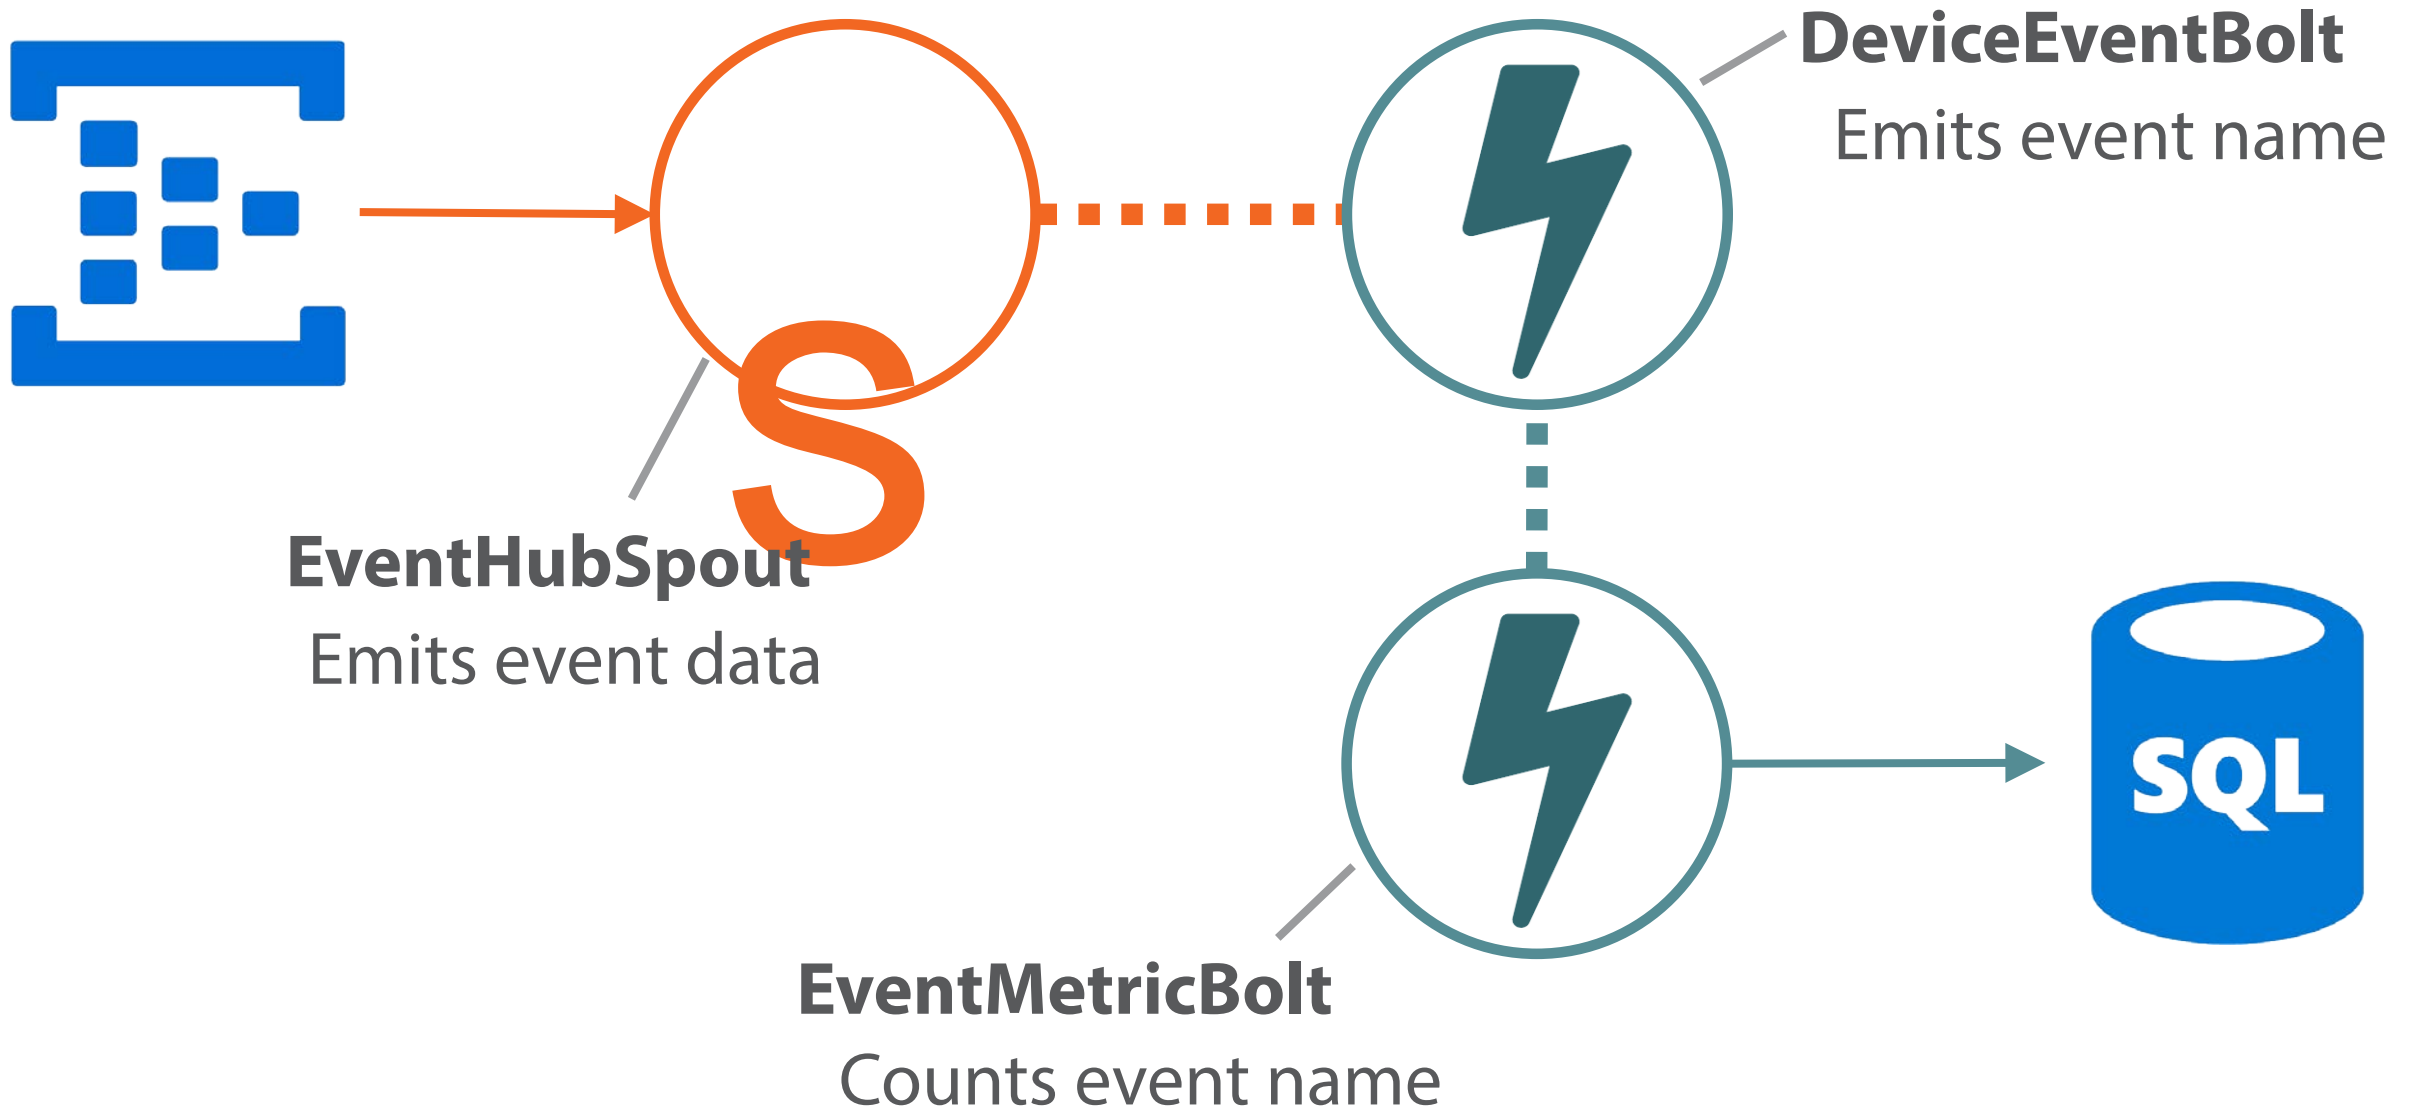 DeviceEventBolt
Emits event name
S
EventHubSpout
Emits event data
SQL
EventMetricBolt
Counts event name